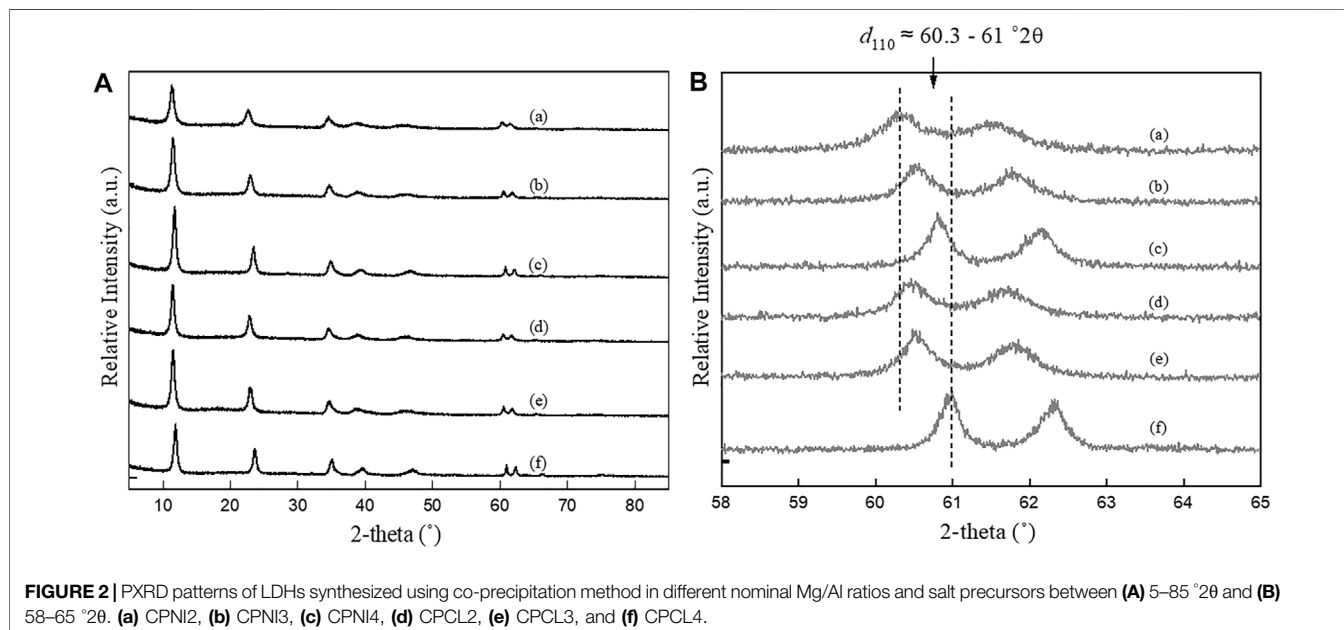 d110 ≈ 60.3 - 61 °2θ
A
Relative Intensity (a.u.)
(a)
(b)
(c)
(d)
(e)
(f)
10 20 30 40 50 60 70 80
2-theta (°)
B
Relative Intensity (a.u.)
(a)
(b)
(c)
(d)
(e)
(f)
58 59 60 61 62 63 64 65
2-theta (°)
FIGURE 2 | PXRD patterns of LDHs synthesized using co-precipitation method in different nominal Mg/Al ratios and salt precursors between (A) 5–85 °2θ and (B)
58–65 °2θ. (a) CPNI2, (b) CPNI3, (c) CPNI4, (d) CPCL2, (e) CPCL3, and (f) CPCL4.